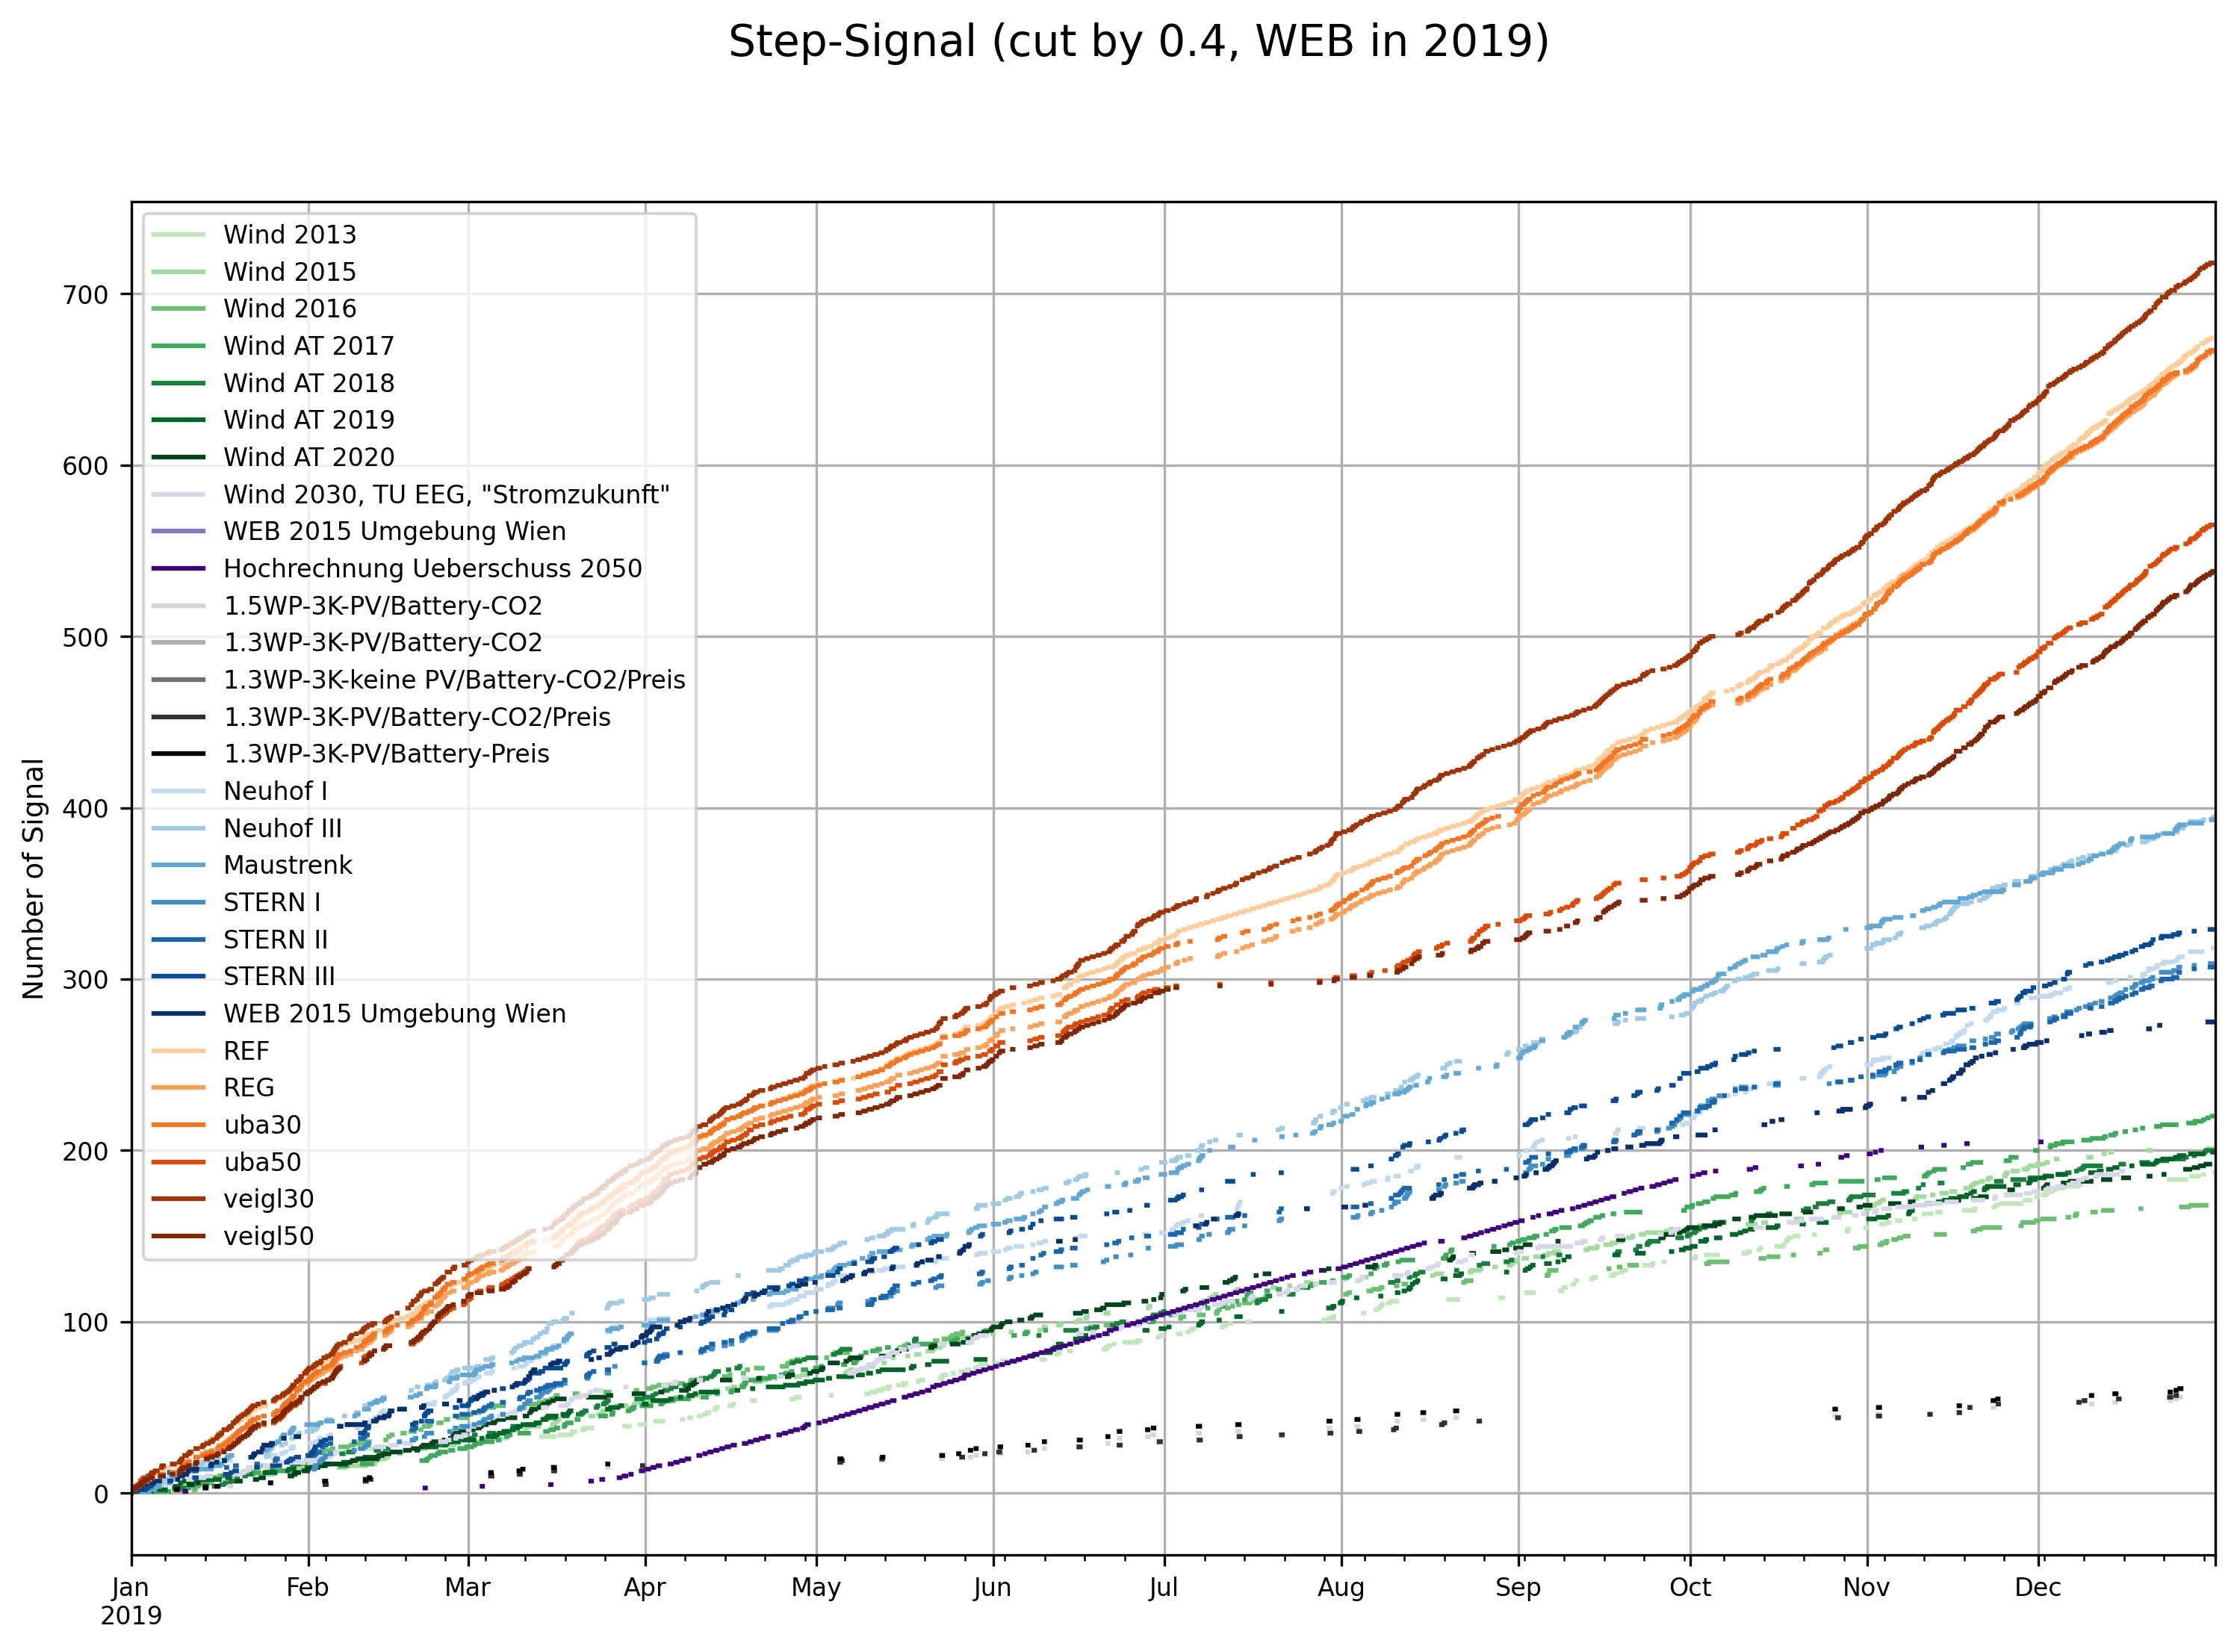 Step-Signal (cut by 0.4, WEB in 2019)
Number of Signal
700
600
500
400
300
200
100
0
Wind 2013
Wind 2015
Wind 2016
Wind AT 2017
Wind AT 2018
Wind AT 2019
Wind AT 2020
Wind 2030, TU EEG, "Stromzukunft"
WEB 2015 Umgebung Wien
Hochrechnung Ueberschuss 2050
1.5WP-3K-PV/Battery-CO2
1.3WP-3K-PV/Battery-CO2
1.3WP-3K-keine PV/Battery-CO2/Preis
1.3WP-3K-PV/Battery-CO2/Preis
1.3WP-3K-PV/Battery-Preis
Neuhof I
Neuhof III
Maustrenk
STERN I
STERN II
STERN III
WEB 2015 Umgebung Wien
REF
REG
uba30
uba50
veigl30
veigl50
Jan Feb Mar Apr May Jun Jul Aug Sep Oct Nov Dec
2019